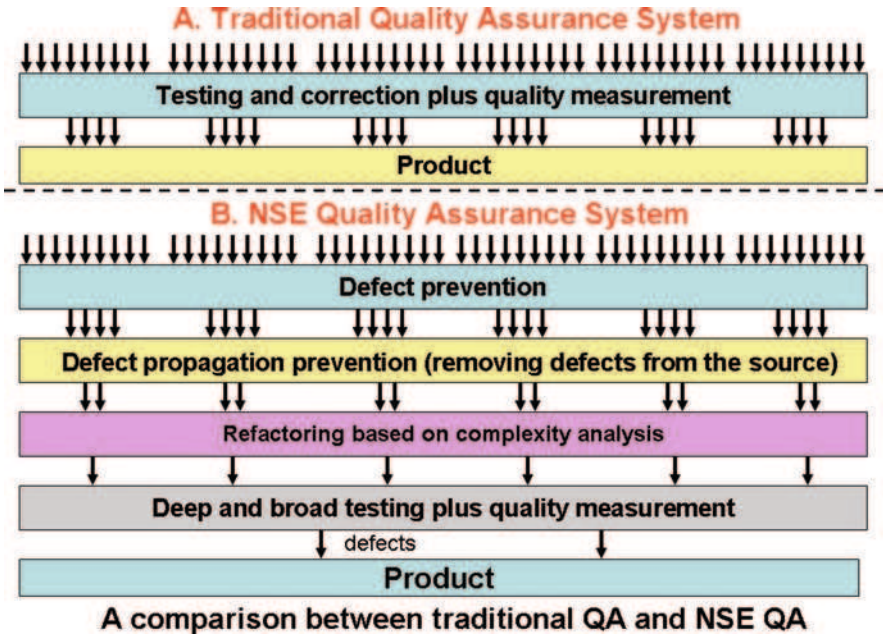 A. Traditional Quality Assurance System
Testing and correction plus quality measurement
Product
B. NSE Quality Assurance System
Defect prevention
Defect propagation prevention (removing defects from the source)
Refactoring based on complexity analysis
Deep and broad testing plus quality measurement
defects
Product
A comparison between traditional QA and NSE QA